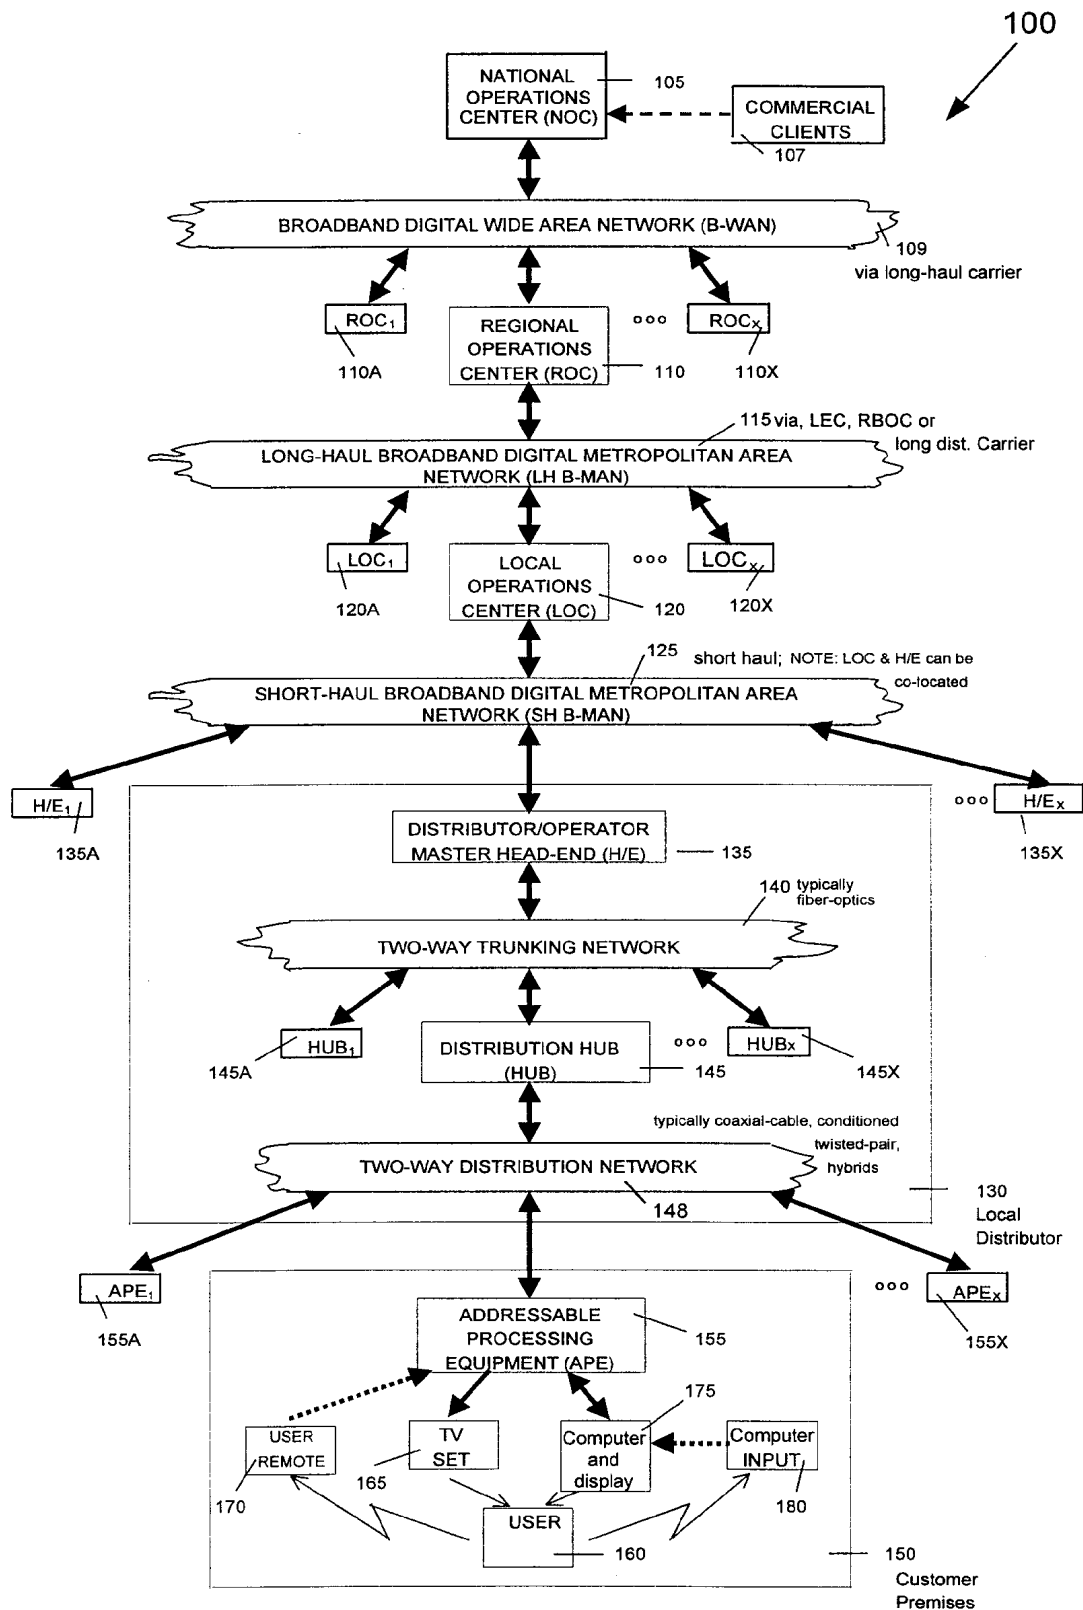 100
NATIONAL
OPERATIONS
CENTER (NOC)
105
COMMERCIAL
CLIENTS
107
BROADBAND DIGITAL WIDE AREA NETWORK (B-WAN)
109
via long-haul carrier
ROC1
110A
REGIONAL
OPERATIONS
CENTER (ROC)
110
ooo
ROCX
110X
115 via, LEC, RBOC or
long dist. Carrier
LONG-HAUL BROADBAND DIGITAL METROPOLITAN AREA
NETWORK (LH B-MAN)
LOC1
120A
LOCAL
OPERATIONS
CENTER (LOC)
120
ooo
LOCX
120X
125
short haul; NOTE: LOC & H/E can be
co-located
SHORT-HAUL BROADBAND DIGITAL METROPOLITAN AREA
NETWORK (SH B-MAN)
H/E1
135A
DISTRIBUTOR/OPERATOR
MASTER HEAD-END (H/E)
135
ooo
H/EX
135X
140 typically
fiber-optics
TWO-WAY TRUNKING NETWORK
HUB1
145A
DISTRIBUTION HUB
(HUB)
145
ooo
HUBX
145X
typically coaxial-cable, conditioned
twisted-pair,
hybrids
TWO-WAY DISTRIBUTION NETWORK
148
130
Local
Distributor
APE1
155A
ADDRESSABLE
PROCESSING
EQUIPMENT (APE)
155
ooo
APEX
155X
USER
REMOTE
170
TV
SET
165
175
Computer
and
display
Computer
INPUT
180
USER
160
150
Customer
Premises